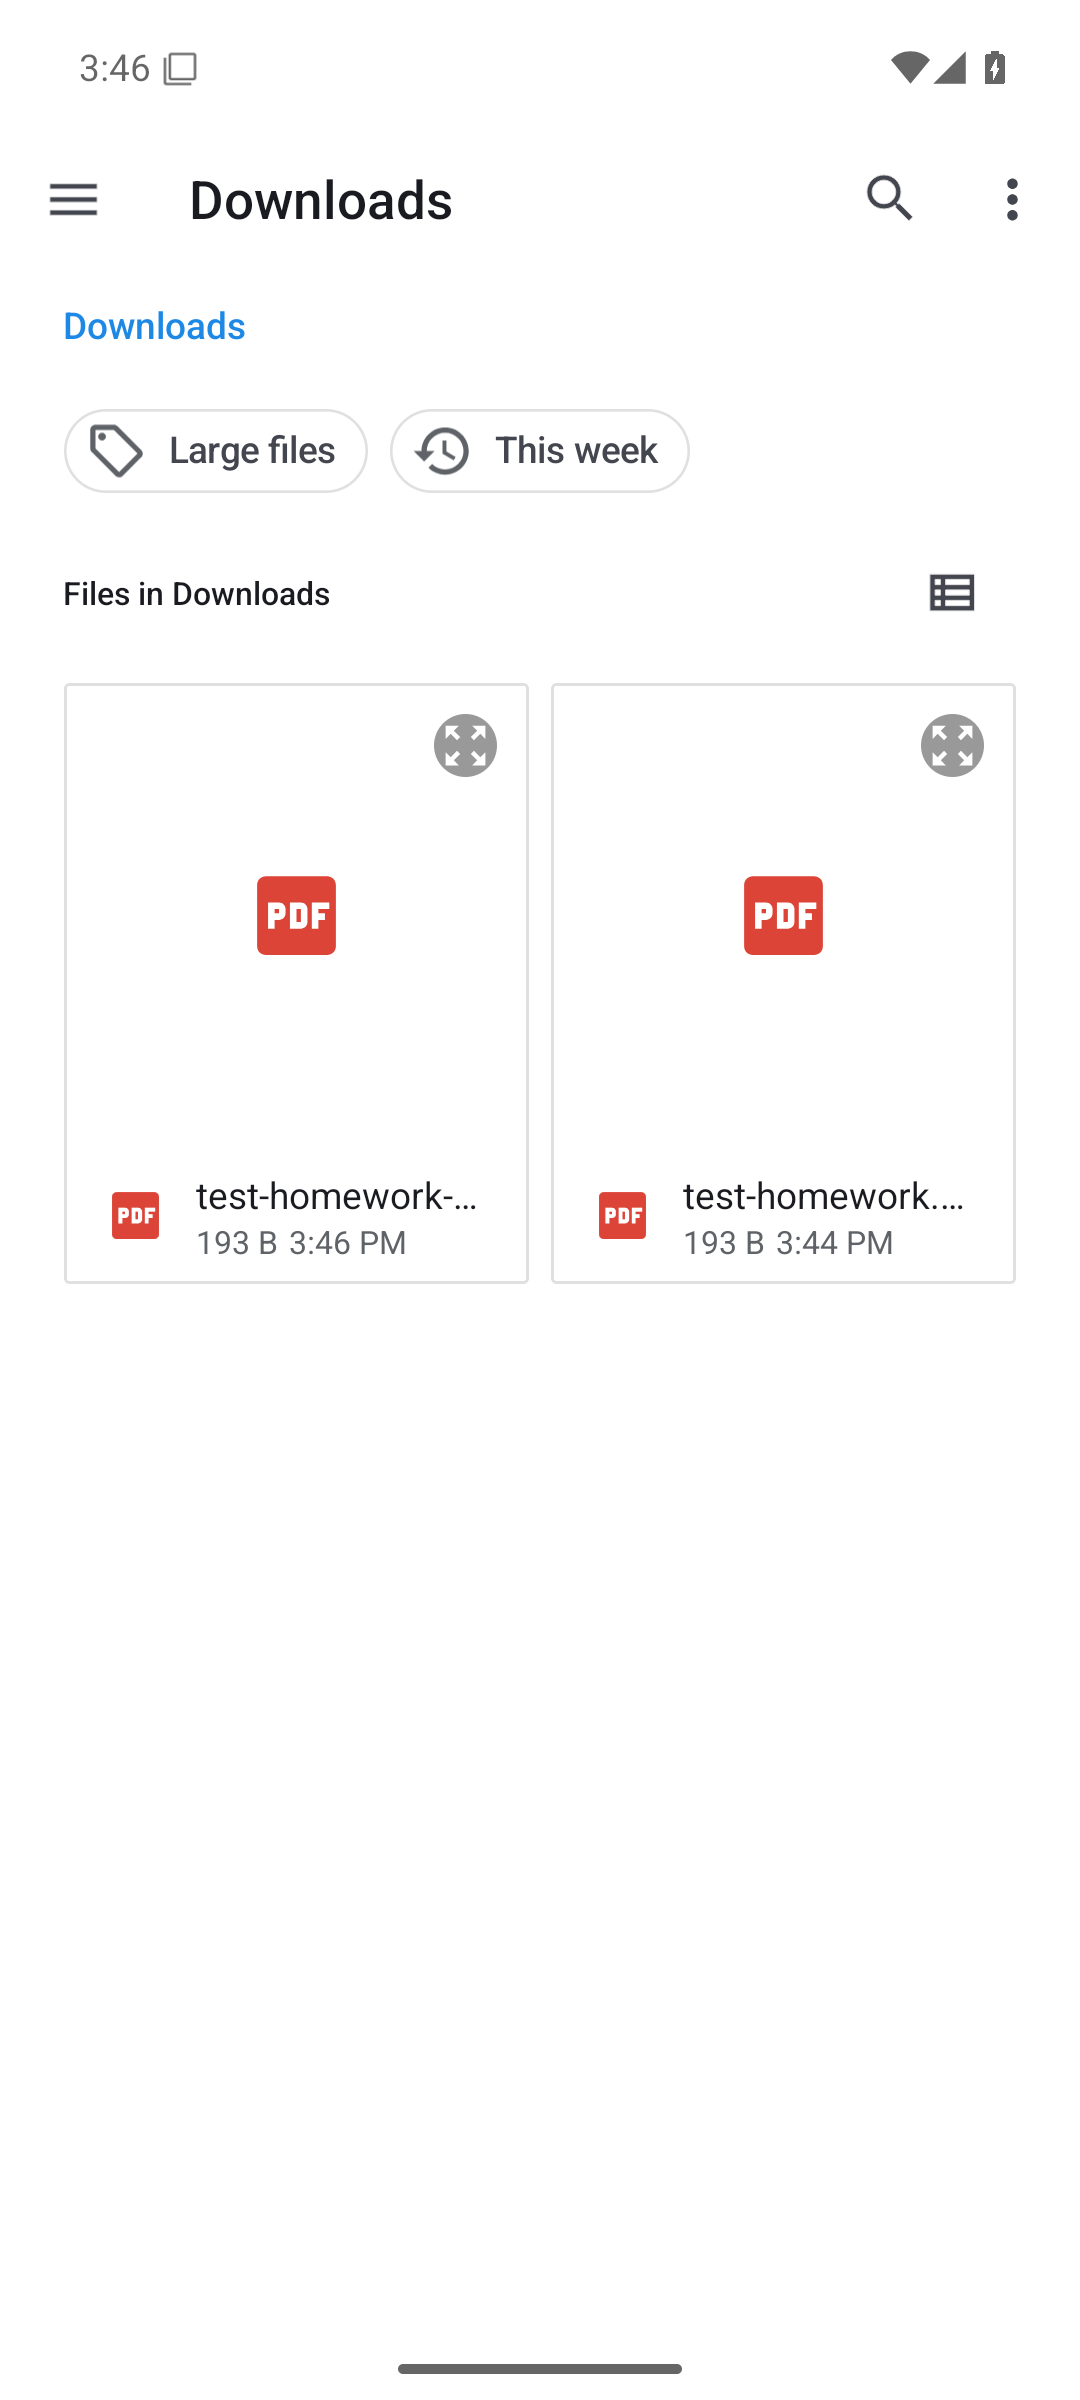 3:46
Downloads
Downloads
Large files
This week
Files in Downloads
PDF
PDF
PDF
test-homework-...
193 B 3:46 PM
PDF
test-homework....
193 B 3:44 PM